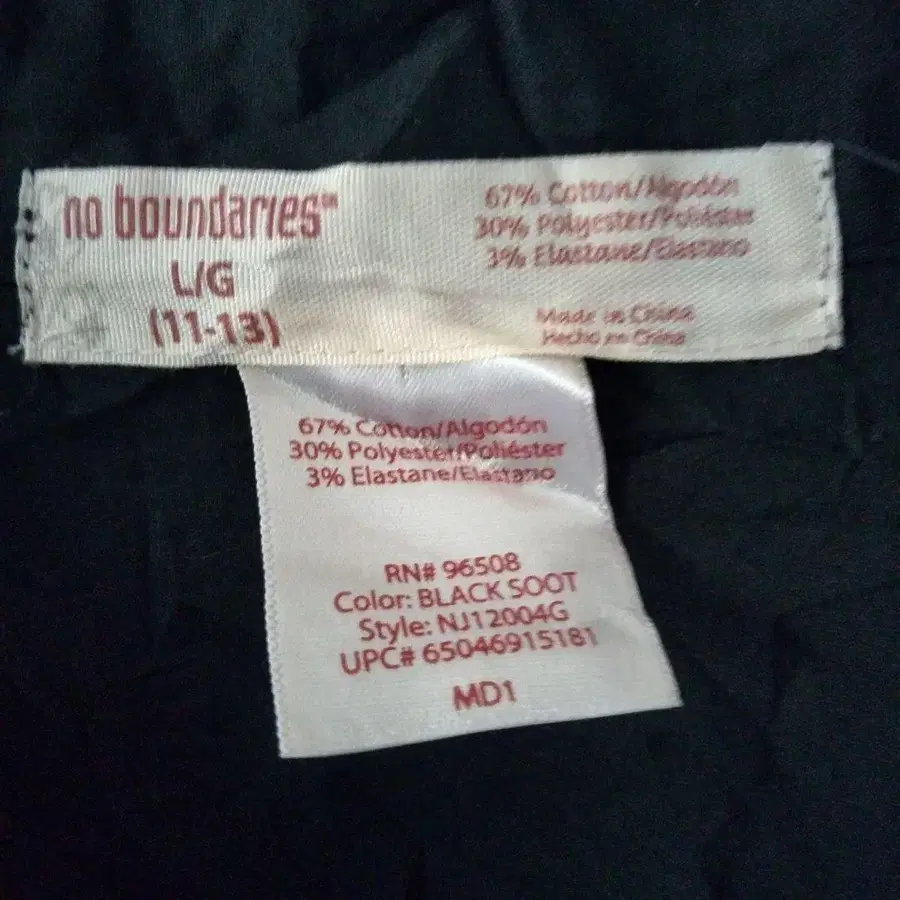 no boundaries℠
L/G
(11-13)
67% Cotton/Algodón
30% Polyester/Poliéster
3% Elastane/Elastano
Made in China
Hecho en China
67% Cotton/Algodón
30% Polyester/Poliéster
3% Elastane/Elastano
RN# 96508
Color: BLACK SOOT
Style: NJ12004G
UPC# 65046915181
MD1